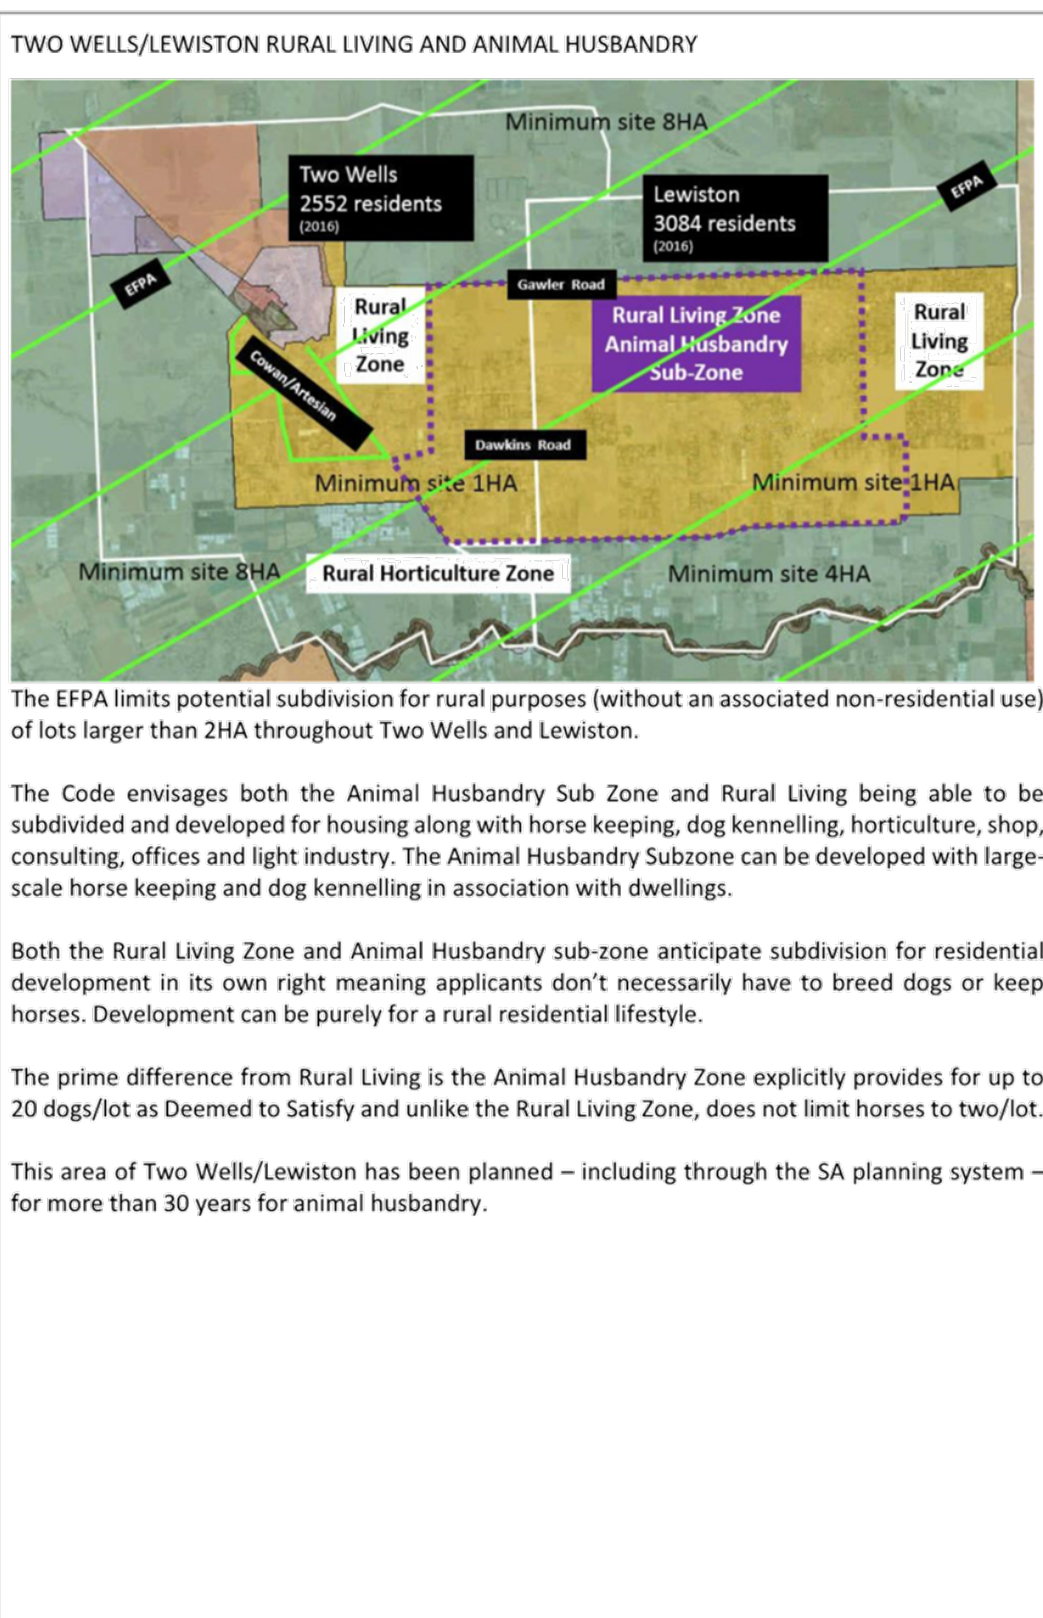 TWO WELLS/LEWISTON RURAL LIVING AND ANIMAL HUSBANDRY
Minimum site 8HA
Two Wells
2552 residents
(2016)
Lewiston
3084 residents
(2016)
EFPA
EFPA
Gawler Road
Rural
Living
Zone
Rural Living Zone
Animal Husbandry
Sub-Zone
Rural
Living
Zone
Cowan/Artesian
Dawkins Road
Minimum site 1HA
Minimum site 1HA
Minimum site 8HA
Rural Horticulture Zone
Minimum site 4HA
The EFPA limits potential subdivision for rural purposes (without an associated non-residential use)
of lots larger than 2HA throughout Two Wells and Lewiston.
The Code envisages both the Animal Husbandry Sub Zone and Rural Living being able to be
subdivided and developed for housing along with horse keeping, dog kennelling, horticulture, shop,
consulting, offices and light industry. The Animal Husbandry Subzone can be developed with large-
scale horse keeping and dog kennelling in association with dwellings.
Both the Rural Living Zone and Animal Husbandry sub-zone anticipate subdivision for residential
development in its own right meaning applicants don’t necessarily have to breed dogs or keep
horses. Development can be purely for a rural residential lifestyle.
The prime difference from Rural Living is the Animal Husbandry Zone explicitly provides for up to
20 dogs/lot as Deemed to Satisfy and unlike the Rural Living Zone, does not limit horses to two/lot.
This area of Two Wells/Lewiston has been planned – including through the SA planning system –
for more than 30 years for animal husbandry.